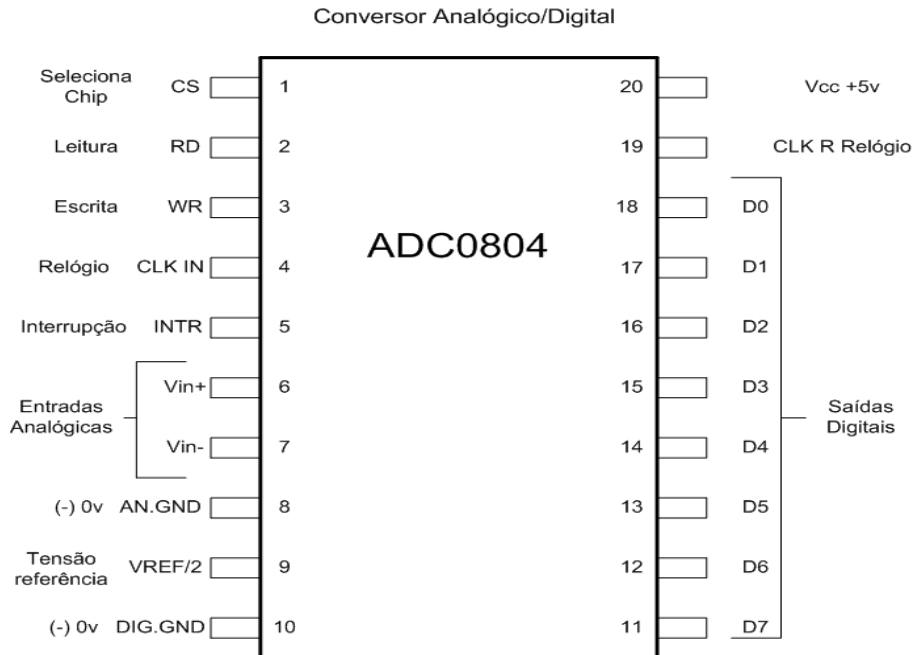 Conversor Analógico/Digital
Seleciona
Chip
CS
1
20
Vcc +5v
Leitura
RD
2
19
CLK R Relógio
Escrita
WR
3
18
D0
ADC0804
Relógio
CLK IN
4
17
D1
Interrupção
INTR
5
16
D2
Entradas
Analógicas
Vin+
6
15
D3
Saídas
Digitais
Vin-
7
14
D4
(-) 0v
AN.GND
8
13
D5
Tensão
referência
VREF/2
9
12
D6
(-) 0v
DIG.GND
10
11
D7